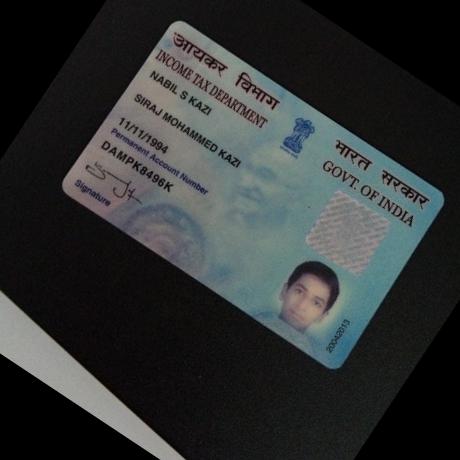 आयकर विभाग
INCOME TAX DEPARTMENT
भारत सरकार
GOVT. OF INDIA
NABIL S KAZI
SIRAJ MOHAMMED KAZI
11/11/1994
Permanent Account Number
DAMPK8496K
Signature
20042013